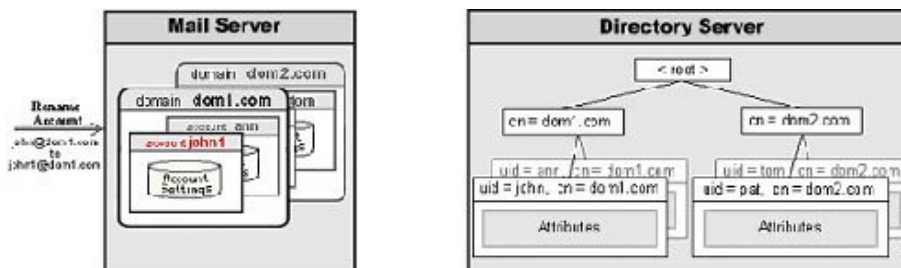 Mail Server
domain dom2.com
domain dom1.com
account ann
account john1
Account
Settings
Rename
Account
john@dom1.com
to
john1@dom1.com
Directory Server
< root >
cn = dom1.com
cn = dom2.com
uid = ann, cn = dom1.com
uid = john, cn = dom1.com
Attributes
uid = tom, cn = dom2.com
uid = pat, cn = dom2.com
Attributes